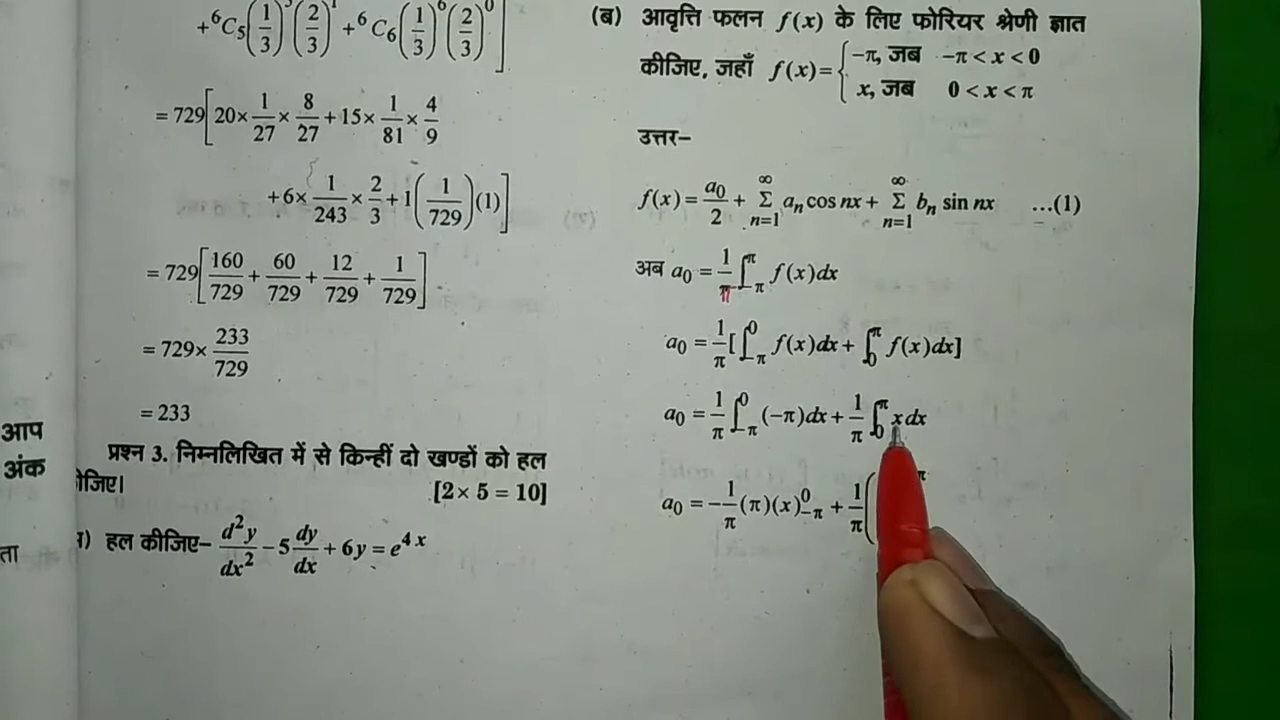 +⁶C₅(1/3)⁵(2/3)¹ + ⁶C₆(1/3)⁶(2/3)⁰]
= 729[20 × 1/27 × 8/27 + 15 × 1/81 × 4/9
+6 × 1/243 × 2/3 + 1(1/729)(1)]
= 729[160/729 + 60/729 + 12/729 + 1/729]
= 729 × 233/729
= 233
प्रश्न 3. निम्नलिखित में से किन्हीं दो खण्डों को हल
जिए। [2 × 5 = 10]
) हल कीजिए– d²y/dx² – 5 dy/dx + 6y = e^(4x)
आप
अंक
ता
(ब) आवृत्ति फलन f(x) के लिए फोरियर श्रेणी ज्ञात
कीजिए, जहाँ f(x) = { –π, जब –π < x < 0
x, जब 0 < x < π
उत्तर–
f(x) = a₀/2 + Σ_(n=1)^∞ aₙ cos nx + Σ_(n=1)^∞ bₙ sin nx ...(1)
अब a₀ = 1/π ∫_(–π)^π f(x)dx
a₀ = 1/π [∫_(–π)^0 f(x)dx + ∫_0^π f(x)dx]
a₀ = 1/π ∫_(–π)^0 (–π)dx + 1/π ∫_0^π x dx
a₀ = –1/π (π)(x)_(–π)^0 + 1/π( π